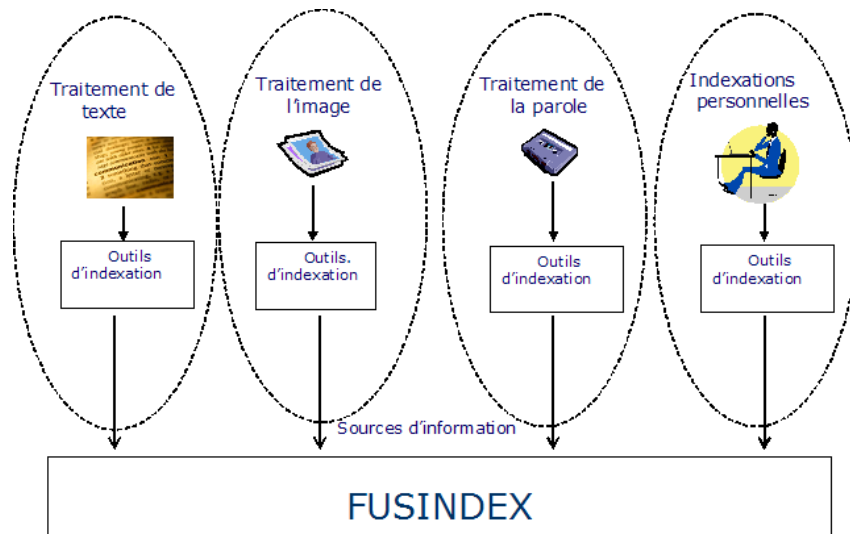 Traitement de
texte
Traitement de
l'image
Traitement de
la parole
Indexations
personnelles
communication
Outils
d'indexation
Outils.
d'indexation
Outils
d'indexation
Outils
d'indexation
Sources d'information
FUSINDEX